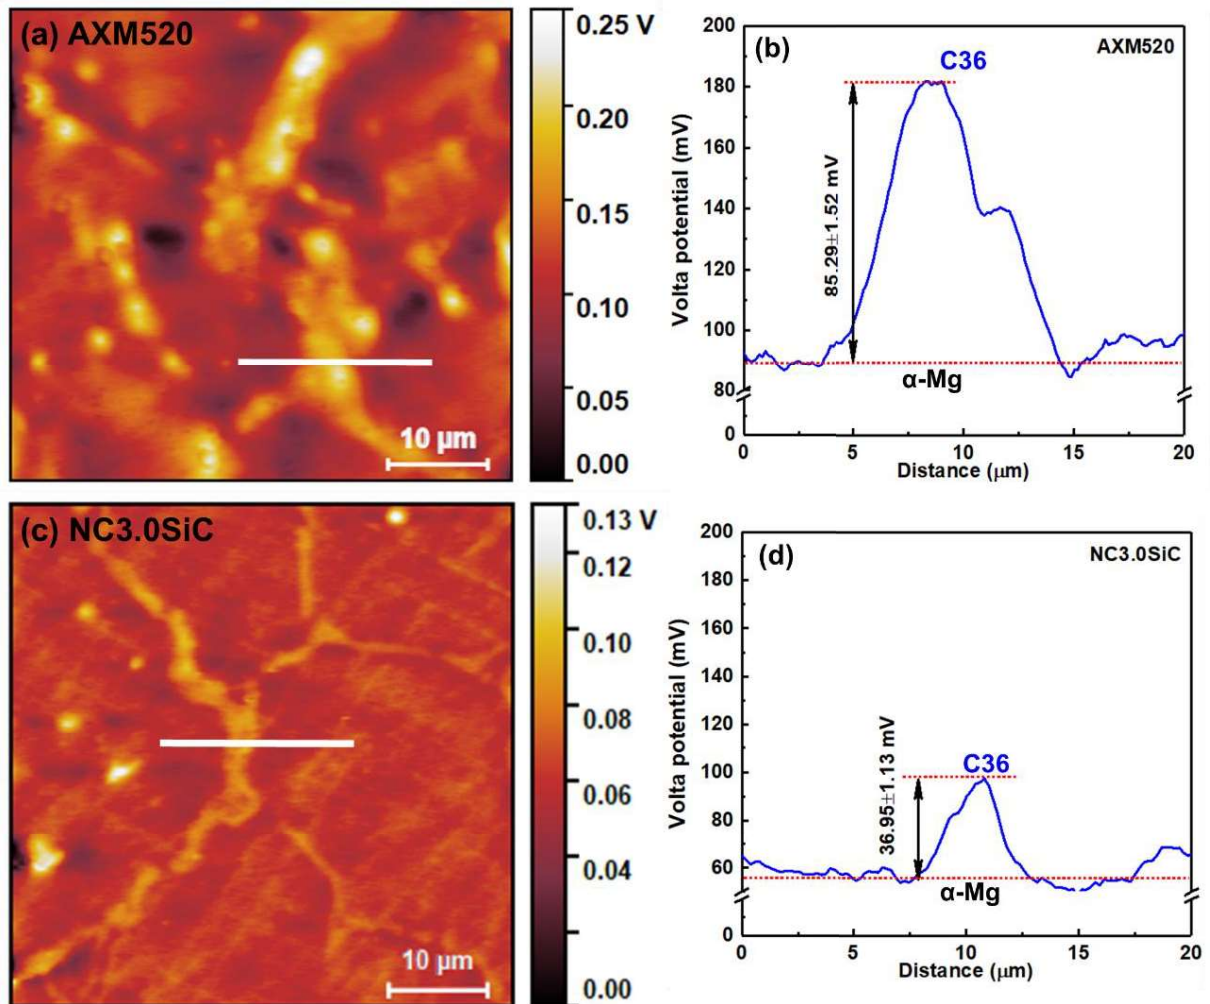 (a) AXM520
0.25 V
0.20
0.15
0.10
0.05
0.00
10 µm
(b)
AXM520
C36
85.29±1.52 mV
α-Mg
Volta potential (mV)
200
180
160
140
120
100
80
0
0 5 10 15 20
Distance (µm)
(c) NC3.0SiC
0.13 V
0.12
0.10
0.08
0.06
0.04
0.00
10 µm
(d)
NC3.0SiC
C36
36.95±1.13 mV
α-Mg
Volta potential (mV)
200
180
160
140
120
100
80
60
0
0 5 10 15 20
Distance (µm)